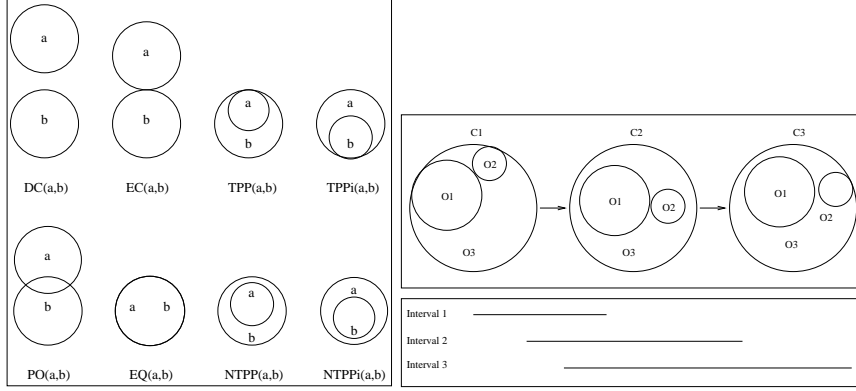 a
a
b
b
a
b
a
b
DC(a,b) EC(a,b) TPP(a,b) TPPi(a,b)
a
b
a b
a
b
a
b
PO(a,b) EQ(a,b) NTPP(a,b) NTPPi(a,b)
C1 C2 C3
O1 O2 O3
O1 O2 O3
O1 O2 O3
Interval 1
Interval 2
Interval 3